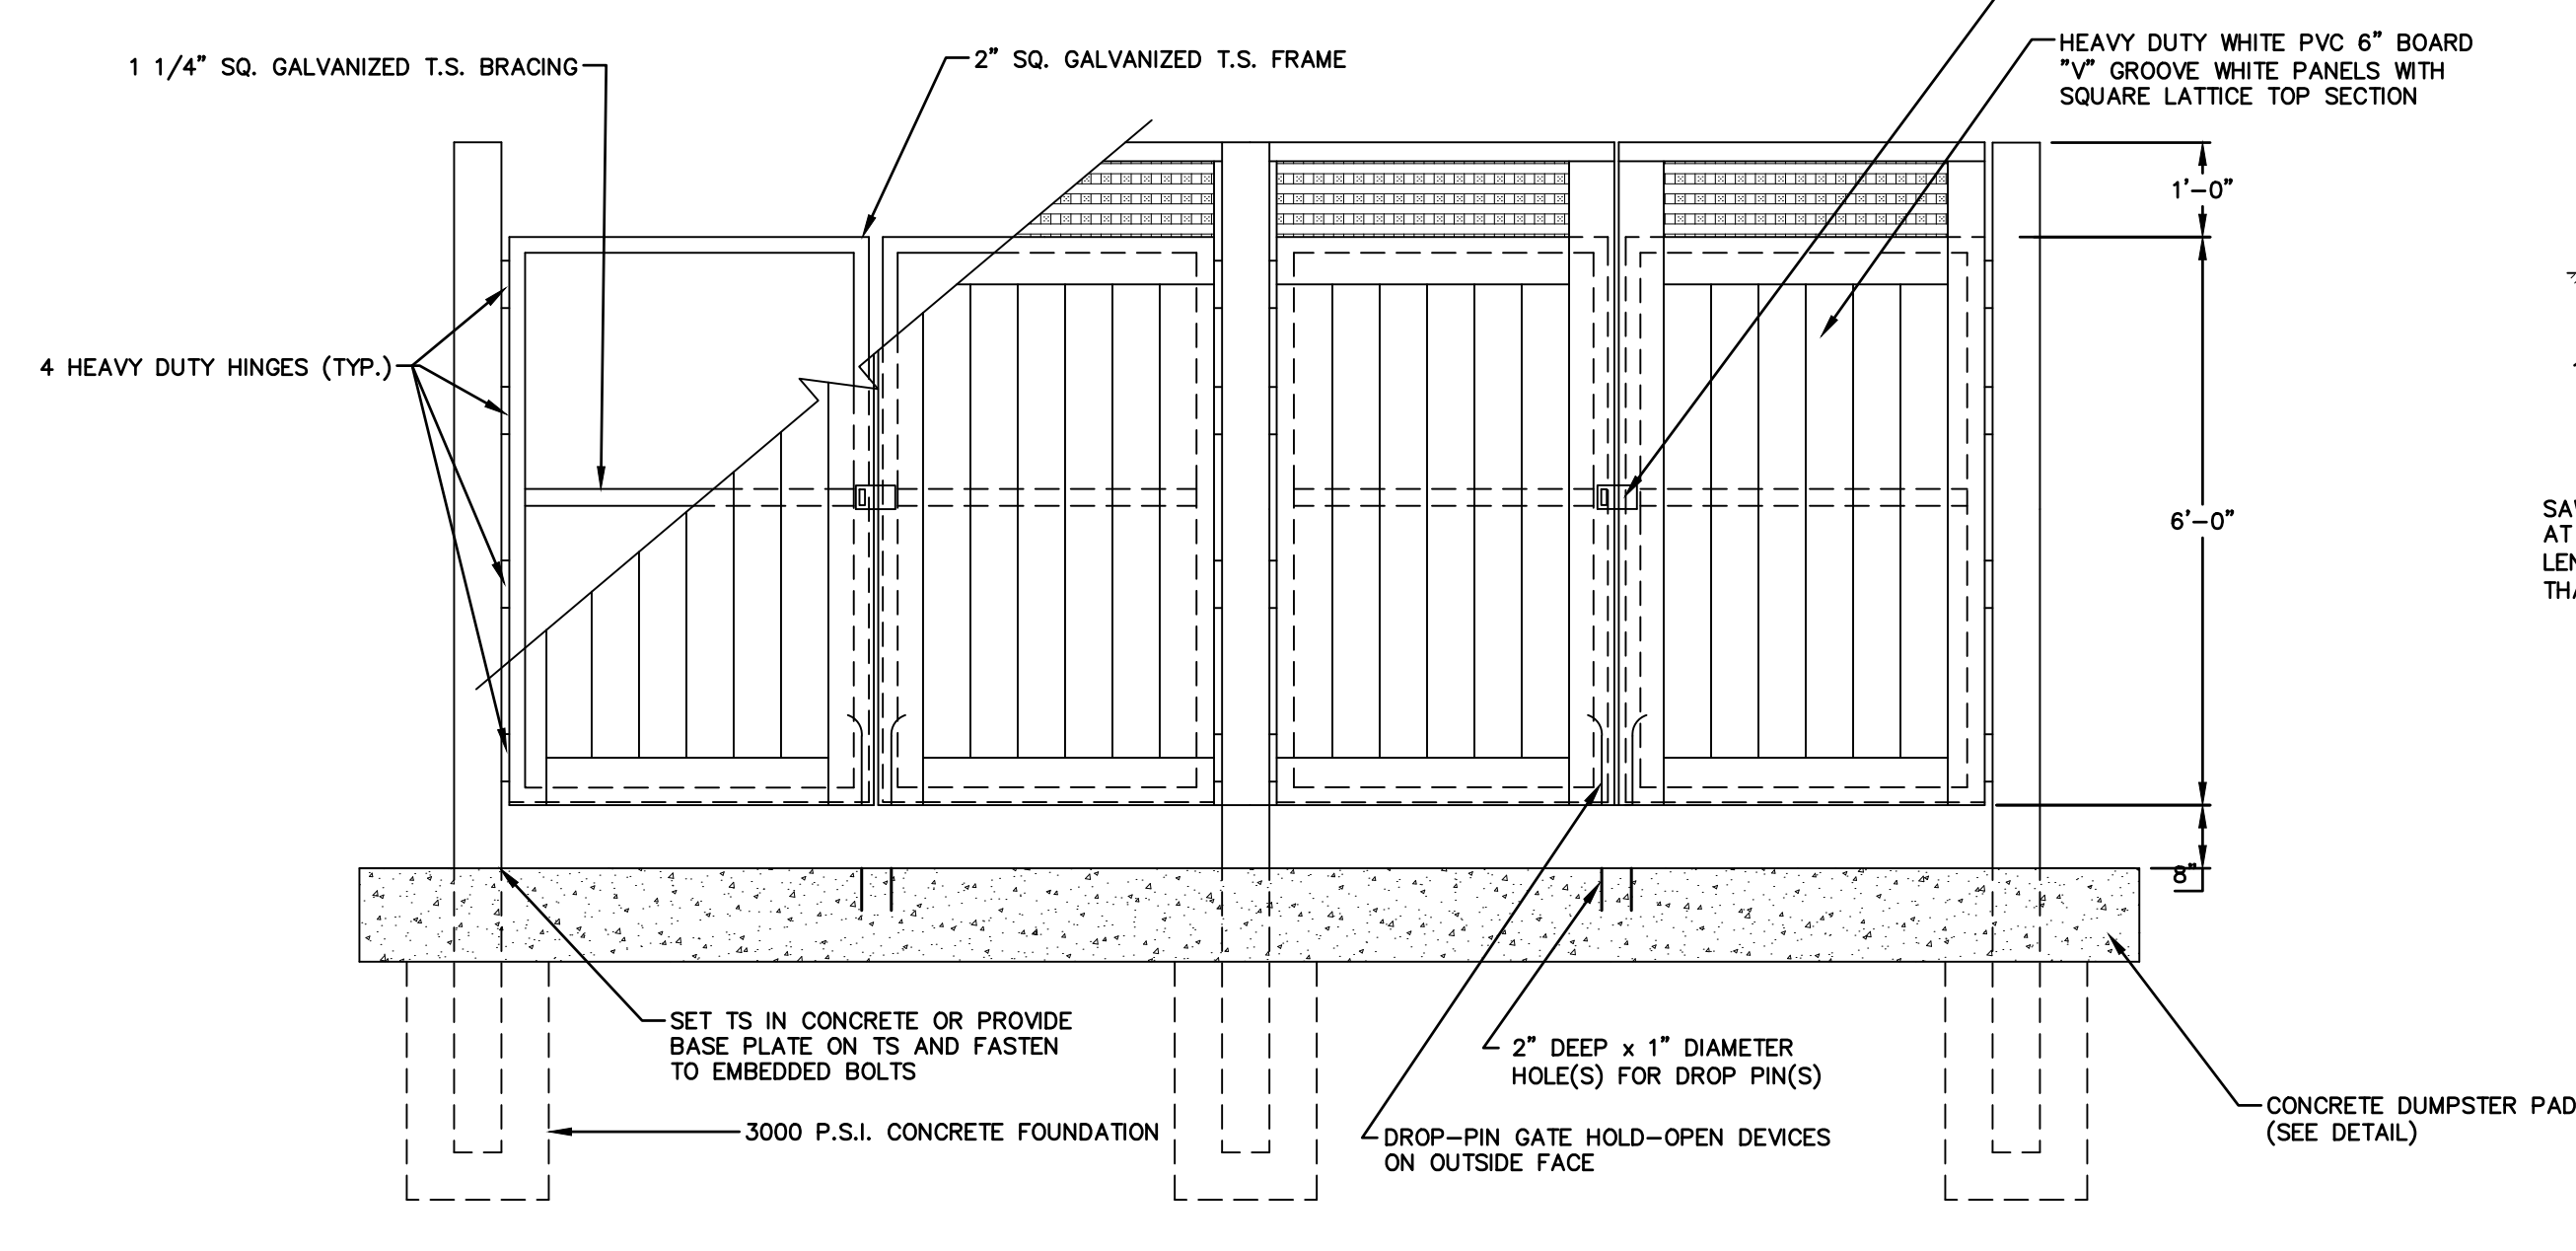 1 1/4" SQ. GALVANIZED T.S. BRACING
2" SQ. GALVANIZED T.S. FRAME
HEAVY DUTY WHITE PVC 6" BOARD
"V" GROOVE WHITE PANELS WITH
SQUARE LATTICE TOP SECTION
1'-0"
4 HEAVY DUTY HINGES (TYP.)
6'-0"
AT
8"
SET TS IN CONCRETE OR PROVIDE
BASE PLATE ON TS AND FASTEN
TO EMBEDDED BOLTS
2" DEEP x 1" DIAMETER
HOLE(S) FOR DROP PIN(S)
3000 P.S.I. CONCRETE FOUNDATION
DROP-PIN GATE HOLD-OPEN DEVICES
ON OUTSIDE FACE
CONCRETE DUMPSTER PAD
(SEE DETAIL)